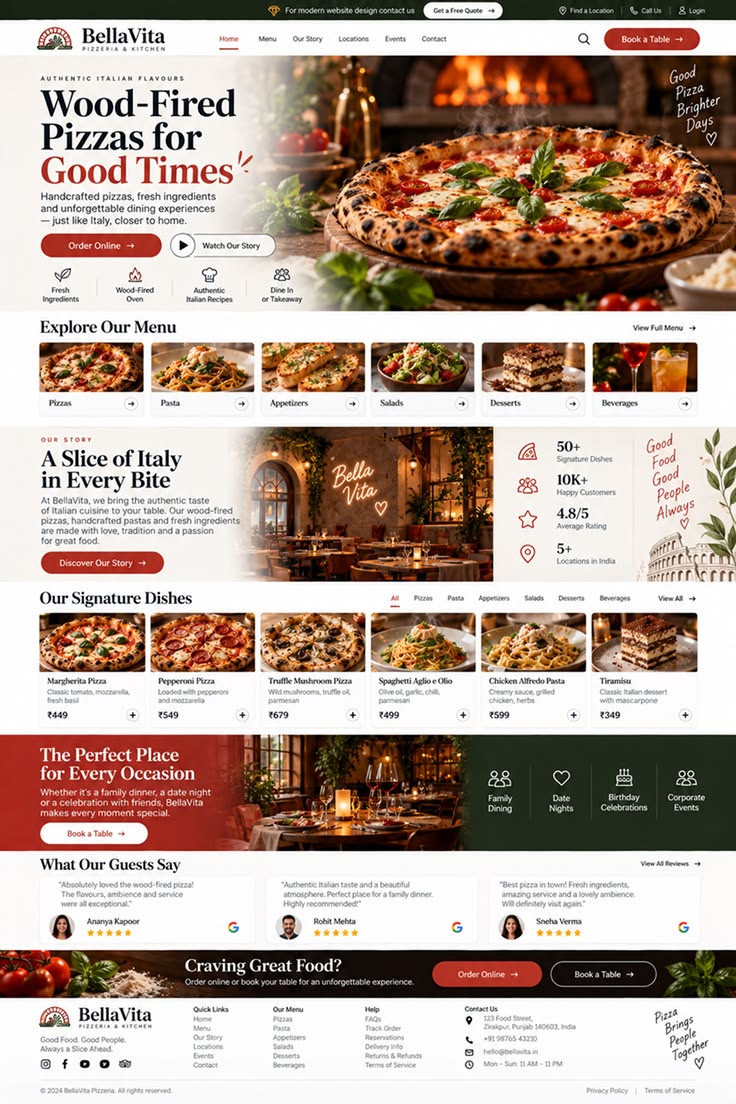 For modern website design contact us
Get a Free Quote →
Find a Location
Call Us
Login
BellaVita
PIZZERIA & KITCHEN
Home
Menu
Our Story
Locations
Events
Contact
Book a Table →
AUTHENTIC ITALIAN FLAVOURS
Wood-Fired
Pizzas for
Good Times
Handcrafted pizzas, fresh ingredients
and unforgettable dining experiences
— just like Italy, closer to home.
Order Online →
Watch Our Story
Fresh
Ingredients
Wood-Fired
Oven
Authentic
Italian Recipes
Dine In
or Takeaway
Good
Pizza
Brighter
Days
Explore Our Menu
View Full Menu →
Pizzas
Pasta
Appetizers
Salads
Desserts
Beverages
OUR STORY
A Slice of Italy
in Every Bite
At BellaVita, we bring the authentic taste
of Italian cuisine to your table. Our wood-fired
pizzas, handcrafted pastas and fresh ingredients
are made with love, tradition and a passion
for great food.
Discover Our Story →
Bella
Vita
50+
Signature Dishes
10K+
Happy Customers
4.8/5
Average Rating
5+
Locations in India
Good
Food
Good
People
Always
Our Signature Dishes
All
Pizzas
Pasta
Appetizers
Salads
Desserts
Beverages
View All →
Margherita Pizza
Classic tomato, mozzarella,
fresh basil
₹449
Pepperoni Pizza
Loaded with pepperoni
and mozzarella
₹549
Truffle Mushroom Pizza
Wild mushrooms, truffle oil,
parmesan
₹679
Spaghetti Aglio e Olio
Olive oil, garlic, chilli,
parmesan
₹499
Chicken Alfredo Pasta
Creamy sauce, grilled
chicken, herbs
₹599
Tiramisu
Classic Italian dessert
with mascarpone
₹349
The Perfect Place
for Every Occasion
Whether it's a family dinner, a date night
or a celebration with friends, BellaVita
makes every moment special.
Book a Table →
Family
Dining
Date
Nights
Birthday
Celebrations
Corporate
Events
What Our Guests Say
View All Reviews →
"Absolutely loved the wood-fired pizza!
The flavours, ambience and service
were all exceptional."
Ananya Kapoor
"Authentic Italian taste and a beautiful
atmosphere. Perfect place for a family dinner.
Highly recommended!"
Rohit Mehta
"Best pizza in town! Fresh ingredients,
amazing service and a lovely ambience.
Will definitely visit again."
Sneha Verma
Craving Great Food?
Order online or book your table for an unforgettable experience.
Order Online →
Book a Table →
BellaVita
PIZZERIA & KITCHEN
Good Food. Good People.
Always a Slice Ahead.
Quick Links
Home
Menu
Our Story
Locations
Events
Contact
Our Menu
Pizzas
Pasta
Appetizers
Salads
Desserts
Beverages
Help
FAQs
Track Order
Reservations
Delivery Info
Returns & Refunds
Terms of Service
Contact Us
123 Food Street,
Zirakpur, Punjab 140603, India
+91 98765 43210
hello@bellavita.in
Mon – Sun: 11 AM – 11 PM
Pizza
Brings
People
Together
© 2024 BellaVita Pizzeria. All rights reserved.
Privacy Policy | Terms of Service